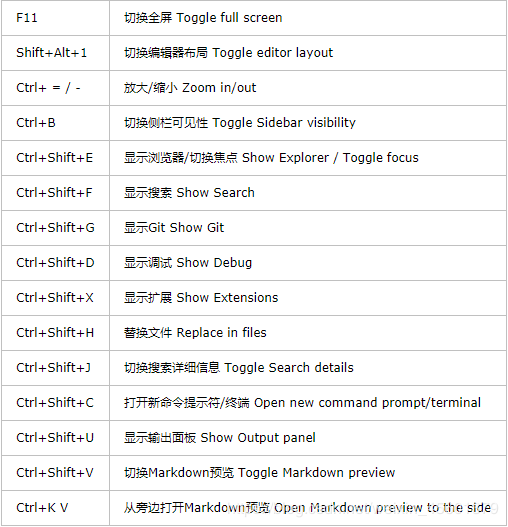 F11 切换全屏 Toggle full screen
Shift+Alt+1 切换编辑器布局 Toggle editor layout
Ctrl+ = / - 放大/缩小 Zoom in/out
Ctrl+B 切换侧栏可见性 Toggle Sidebar visibility
Ctrl+Shift+E 显示浏览器/切换焦点 Show Explorer / Toggle focus
Ctrl+Shift+F 显示搜索 Show Search
Ctrl+Shift+G 显示Git Show Git
Ctrl+Shift+D 显示调试 Show Debug
Ctrl+Shift+X 显示扩展 Show Extensions
Ctrl+Shift+H 替换文件 Replace in files
Ctrl+Shift+J 切换搜索详细信息 Toggle Search details
Ctrl+Shift+C 打开新命令提示符/终端 Open new command prompt/terminal
Ctrl+Shift+U 显示输出面板 Show Output panel
Ctrl+Shift+V 切换Markdown预览 Toggle Markdown preview
Ctrl+K V 从旁边打开Markdown预览 Open Markdown preview to the side